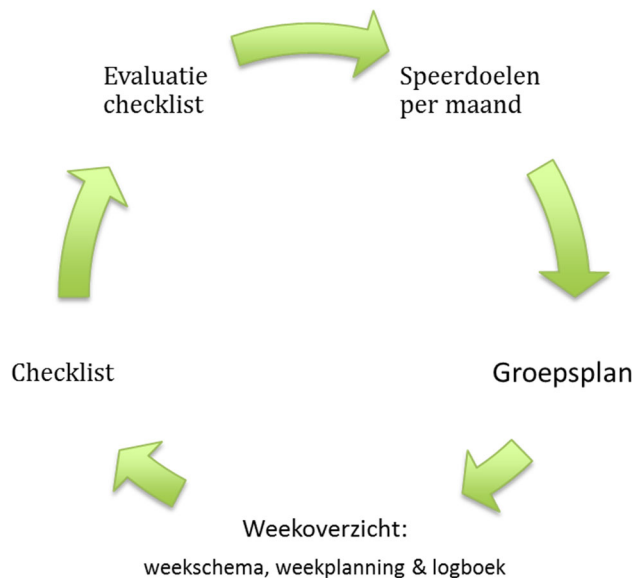 Evaluatie
checklist
Speerdoelen
per maand
Checklist
Groepsplan
Weekoverzicht:
weekschema, weekplanning & logboek